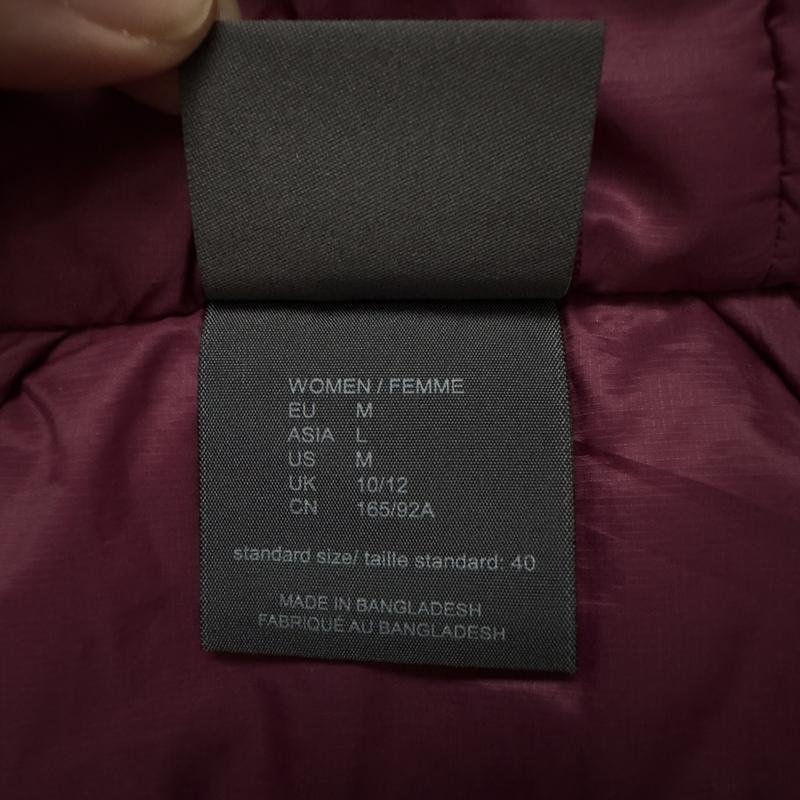 WOMEN / FEMME
EU M
ASIA L
US M
UK 10/12
CN 165/92A
standard size/ taille standard: 40
MADE IN BANGLADESH
FABRIQUÉ AU BANGLADESH